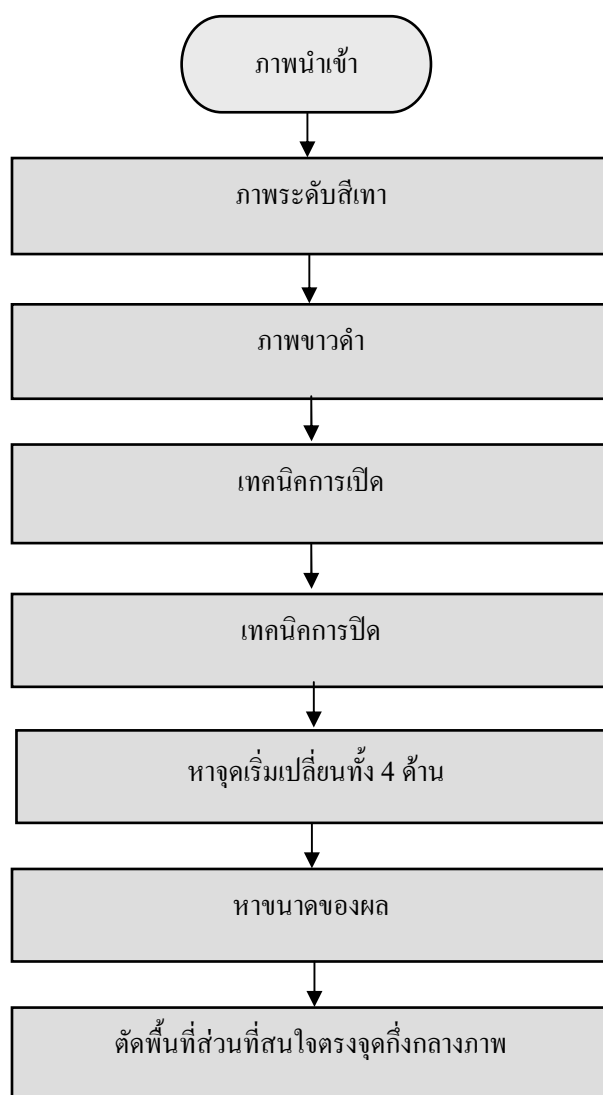 ภาพนำเข้า
ภาพระดับสีเทา
ภาพขาวดำ
เทคนิคการเปิด
เทคนิคการปิด
หาจุดเริ่มเปลี่ยนทั้ง 4 ด้าน
หาขนาดของผล
ตัดพื้นที่ส่วนที่สนใจตรงจุดกึ่งกลางภาพ